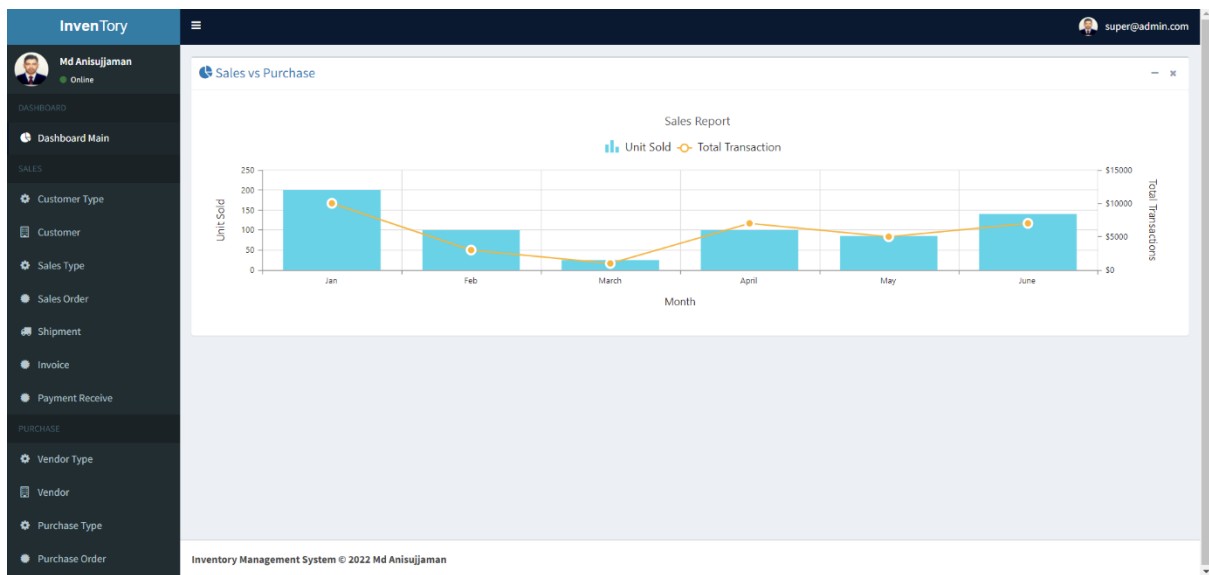 InvenTory
super@admin.com
Md Anisujjaman
Online
DASHBOARD
Dashboard Main
SALES
Customer Type
Customer
Sales Type
Sales Order
Shipment
Invoice
Payment Receive
PURCHASE
Vendor Type
Vendor
Purchase Type
Purchase Order
Sales vs Purchase
Sales Report
Unit Sold Total Transaction
Unit Sold
250
200
150
100
50
0
$15000
$10000
$5000
$0
Total Transactions
Jan Feb March April May June
Month
Inventory Management System © 2022 Md Anisujjaman